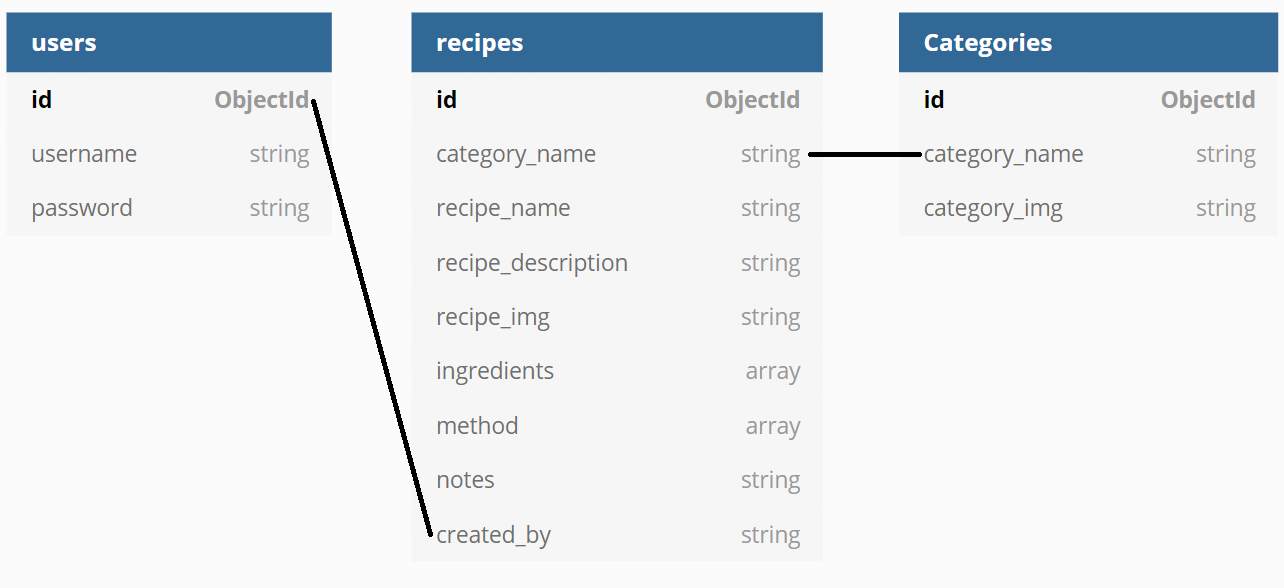 users
id ObjectId
username string
password string
recipes
id ObjectId
category_name string
recipe_name string
recipe_description string
recipe_img string
ingredients array
method array
notes string
created_by string
Categories
id ObjectId
category_name string
category_img string